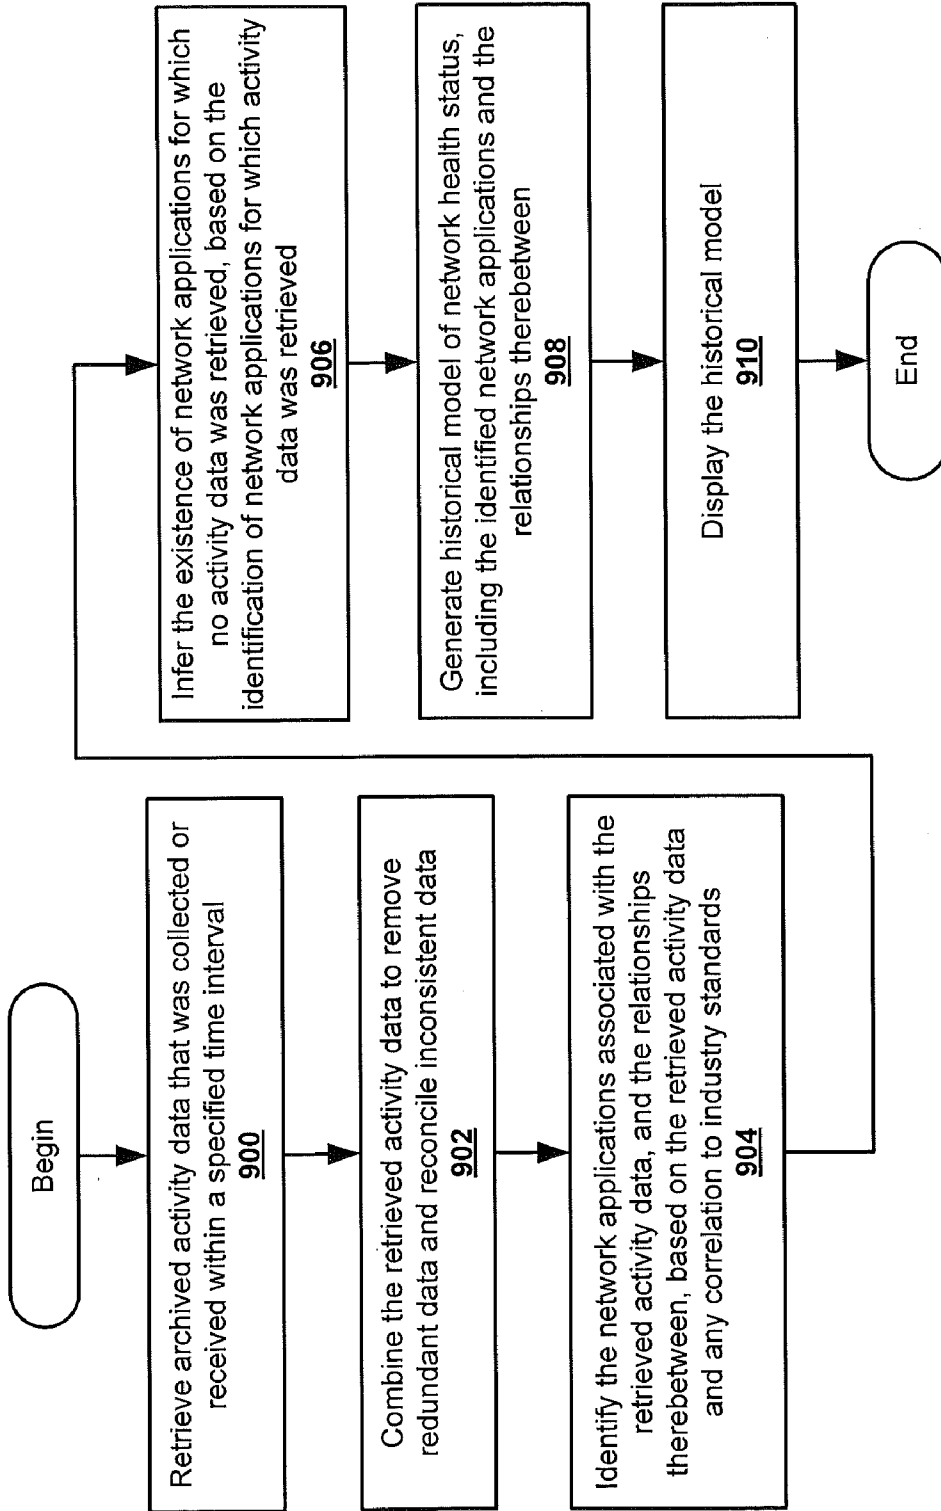 Begin
Retrieve archived activity data that was collected or
received within a specified time interval
900
Combine the retrieved activity data to remove
redundant data and reconcile inconsistent data
902
Identify the network applications associated with the
retrieved activity data, and the relationships
therebetween, based on the retrieved activity data
and any correlation to industry standards
904
Infer the existence of network applications for which
no activity data was retrieved, based on the
identification of network applications for which activity
data was retrieved
906
Generate historical model of network health status,
including the identified network applications and the
relationships therebetween
908
Display the historical model
910
End